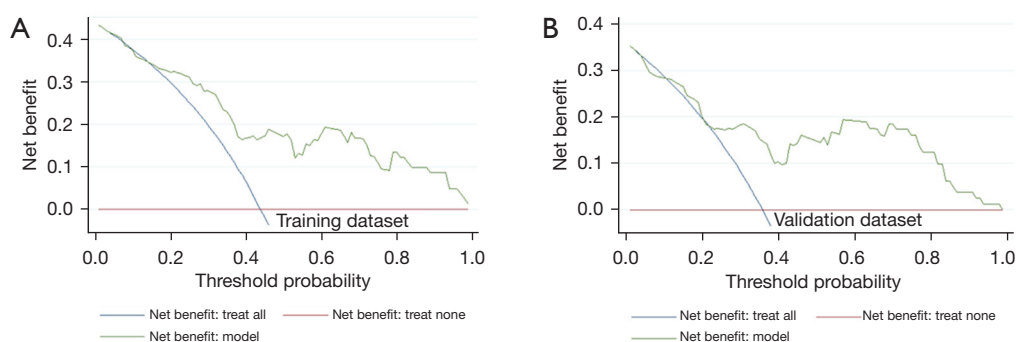 A
Net benefit
0.4
0.3
0.2
0.1
0.0
Training dataset
0.0 0.2 0.4 0.6 0.8 1.0
Threshold probability
Net benefit: treat all Net benefit: treat none
Net benefit: model
B
Net benefit
0.4
0.3
0.2
0.1
0.0
Validation dataset
0.0 0.2 0.4 0.6 0.8 1.0
Threshold probability
Net benefit: treat all Net benefit: treat none
Net benefit: model